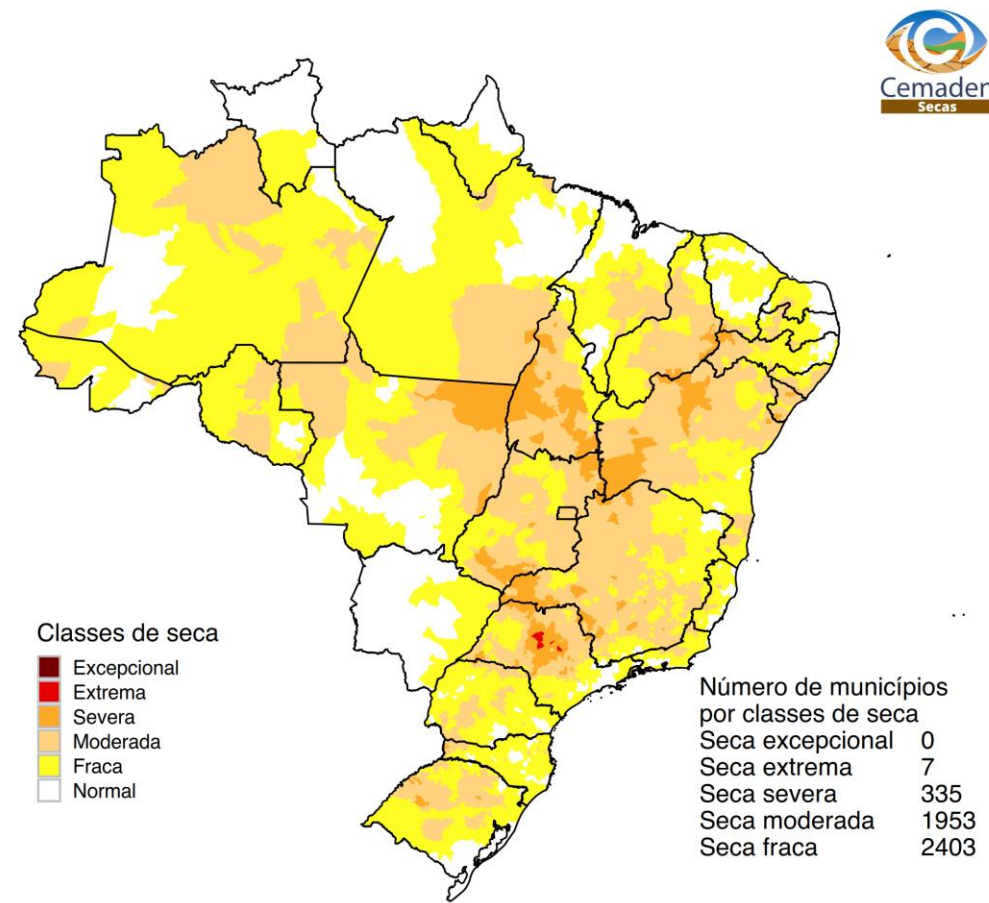 Cemaden
Secas
Classes de seca
Excepcional
Extrema
Severa
Moderada
Fraca
Normal
Número de municípios
por classes de seca
Seca excepcional 0
Seca extrema 7
Seca severa 335
Seca moderada 1953
Seca fraca 2403